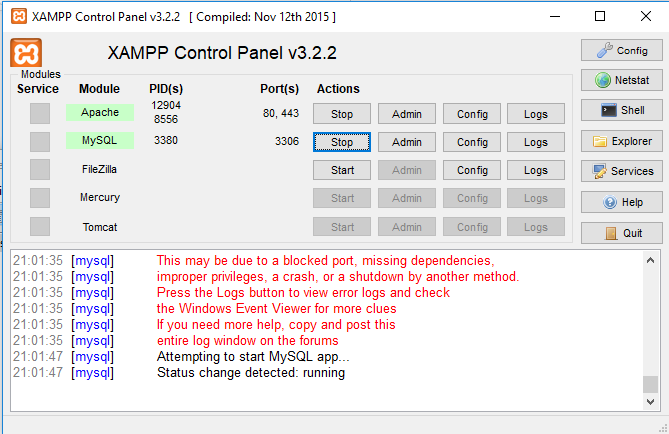 XAMPP Control Panel v3.2.2 [ Compiled: Nov 12th 2015 ]
XAMPP Control Panel v3.2.2
Config
Modules
Service Module PID(s) Port(s) Actions
Netstat
Apache 12904 8556 80, 443 Stop Admin Config Logs
Shell
MySQL 3380 3306 Stop Admin Config Logs
Explorer
FileZilla Start Admin Config Logs
Services
Mercury Start Admin Config Logs
Help
Tomcat Start Admin Config Logs
Quit
21:01:35 [mysql] This may be due to a blocked port, missing dependencies,
21:01:35 [mysql] improper privileges, a crash, or a shutdown by another method.
21:01:35 [mysql] Press the Logs button to view error logs and check
21:01:35 [mysql] the Windows Event Viewer for more clues
21:01:35 [mysql] If you need more help, copy and post this
21:01:35 [mysql] entire log window on the forums
21:01:47 [mysql] Attempting to start MySQL app...
21:01:47 [mysql] Status change detected: running